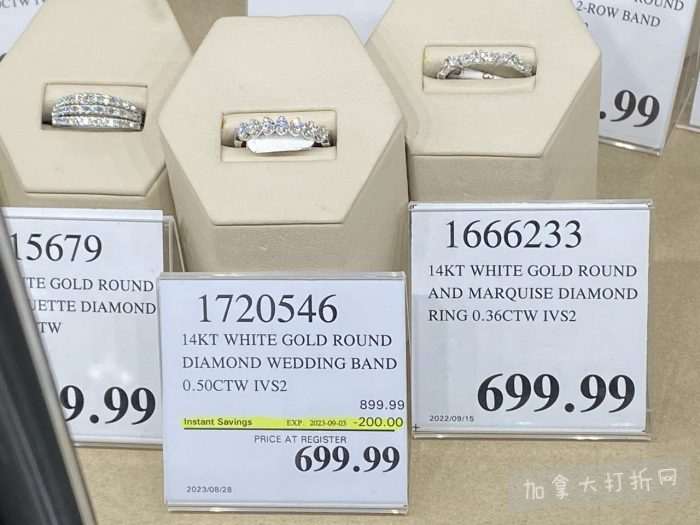 ROUND
2-ROW BAND
.99
15679
TE GOLD ROUND
UETTE DIAMOND
TW
9.99
1720546
14KT WHITE GOLD ROUND
DIAMOND WEDDING BAND
0.50CTW IVS2
899.99
Instant Savings EXP. 2023-09-03 -200.00
PRICE AT REGISTER
699.99
2023/08/28
1666233
14KT WHITE GOLD ROUND
AND MARQUISE DIAMOND
RING 0.36CTW IVS2
699.99
2022/09/15
加拿大打折网